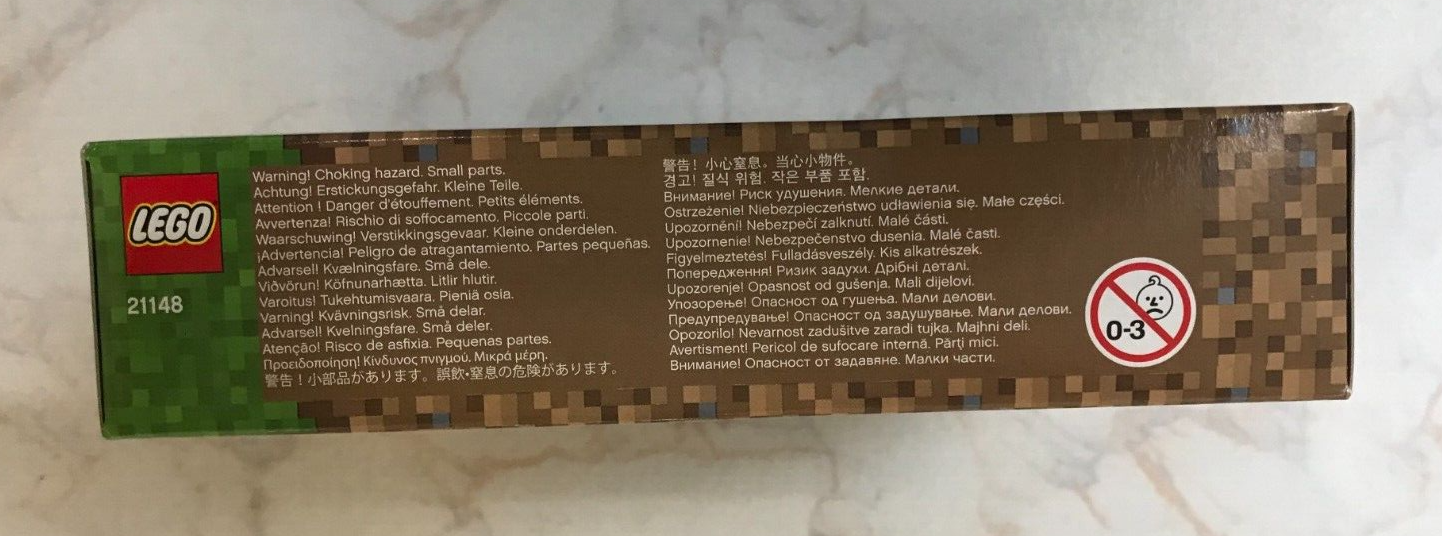 LEGO
21148
Warning! Choking hazard. Small parts.
Achtung! Erstickungsgefahr. Kleine Teile.
Attention ! Danger d'étouffement. Petits éléments.
Avvertenza! Rischio di soffocamento. Piccole parti.
Waarschuwing! Verstikkingsgevaar. Kleine onderdelen.
¡Advertencia! Peligro de atragantamiento. Partes pequeñas.
Advarsel! Kvælningsfare. Små dele.
Viðvörun! Köfnunarhætta. Litlir hlutir.
Varoitus! Tukehtumisvaara. Pieniä osia.
Varning! Kvävningsrisk. Små delar.
Advarsel! Kvelningsfare. Små deler.
Atenção! Risco de asfixia. Pequenas partes.
Προειδοποίηση! Κίνδυνος πνιγμού. Μικρά μέρη.
警告！小部品があります。誤飲・窒息の危険があります。
警告！小心窒息。当心小物件。
경고! 질식 위험. 작은 부품 포함.
Внимание! Риск удушения. Мелкие детали.
Ostrzeżenie! Niebezpieczeństwo udławienia się. Małe części.
Upozornění! Nebezpečí zalknutí. Malé části.
Upozornenie! Nebezpečenstvo dusenia. Malé časti.
Figyelmeztetés! Fulladásveszély. Kis alkatrészek.
Попередження! Ризик задухи. Дрібні деталі.
Upozorenje! Opasnost od gušenja. Mali dijelovi.
Упозорење! Опасност од гушења. Мали делови.
Предупредување! Опасност од задушување. Мали делови.
Opozorilo! Nevarnost zadušitve zaradi tujka. Majhni deli.
Avertisment! Pericol de sufocare internă. Părţi mici.
Внимание! Опасност от задавяне. Малки части.
0-3